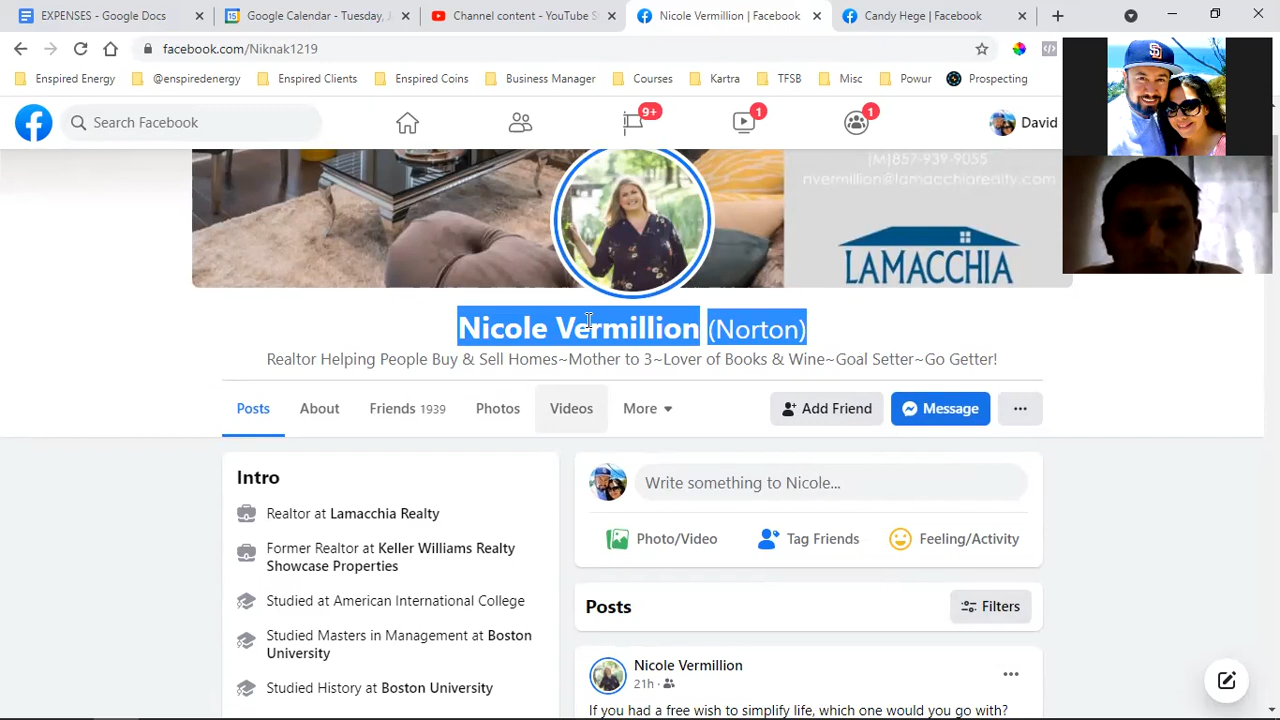 EXPENSES - Google Docs × Google Calendar - Tuesday, J × Channel content - YouTube S × Nicole Vermillion | Facebook × Candy Hege | Facebook × +
facebook.com/Niknak1219
Enspired Energy @enspiredenergy Enspired Clients Enspired Coins Business Manager Courses Kartra TFSB Misc Powur Prospecting
Search Facebook 9+ 1 1 David
(M)857-939-9055
nvermillion@lamacchiarealty.com
LAMACCHIA
Nicole Vermillion (Norton)
Realtor Helping People Buy & Sell Homes~Mother to 3~Lover of Books & Wine~Goal Setter~Go Getter!
Posts About Friends 1939 Photos Videos More Add Friend Message ...
Intro
Realtor at Lamacchia Realty
Former Realtor at Keller Williams Realty
Showcase Properties
Studied at American International College
Studied Masters in Management at Boston
University
Studied History at Boston University
Write something to Nicole...
Photo/Video Tag Friends Feeling/Activity
Posts Filters
Nicole Vermillion ...
21h ·
If you had a free wish to simplify life, which one would you go with?